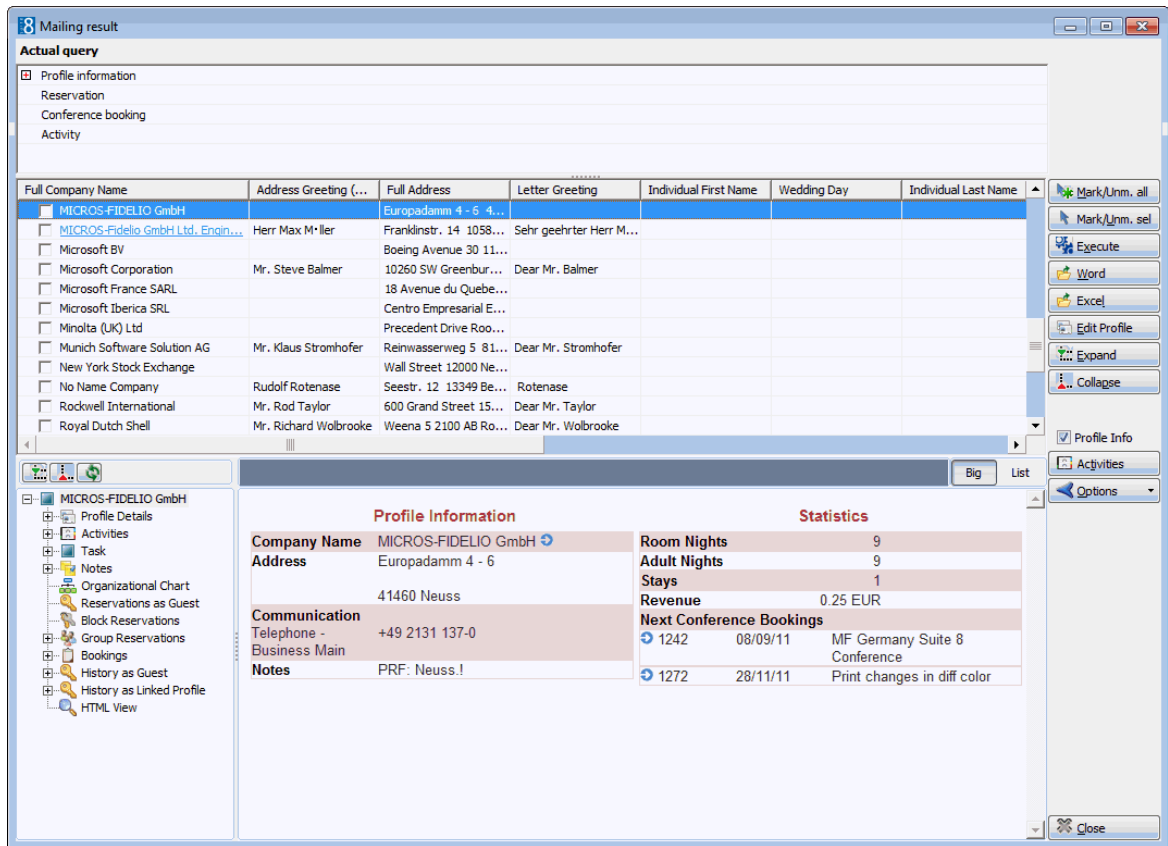 8 Mailing result
Actual query
Profile information
Reservation
Conference booking
Activity
Full Company Name Address Greeting (... Full Address Letter Greeting Individual First Name Wedding Day Individual Last Name
MICROS-FIDELIO GmbH Europadamm 4 - 6 4...
MICROS-Fidelio GmbH Ltd. Engin... Herr Max M·ller Franklinstr. 14 1058... Sehr geehrter Herr M...
Microsoft BV Boeing Avenue 30 11...
Microsoft Corporation Mr. Steve Balmer 10260 SW Greenbur... Dear Mr. Balmer
Microsoft France SARL 18 Avenue du Quebe...
Microsoft Iberica SRL Centro Empresarial E...
Minolta (UK) Ltd Precedent Drive Roo...
Munich Software Solution AG Mr. Klaus Stromhofer Reinwasserweg 5 81... Dear Mr. Stromhofer
New York Stock Exchange Wall Street 12000 Ne...
No Name Company Rudolf Rotenase Seestr. 12 13349 Be... Rotenase
Rockwell International Mr. Rod Taylor 600 Grand Street 15... Dear Mr. Taylor
Royal Dutch Shell Mr. Richard Wolbrooke Weena 5 2100 AB Ro... Dear Mr. Wolbrooke
Mark/Unm. all
Mark/Unm. sel
Execute
Word
Excel
Edit Profile
Expand
Collapse
Profile Info
Activities
Options
Big List
MICROS-FIDELIO GmbH
Profile Details
Activities
Task
Notes
Organizational Chart
Reservations as Guest
Block Reservations
Group Reservations
Bookings
History as Guest
History as Linked Profile
HTML View
Profile Information
Company Name MICROS-FIDELIO GmbH
Address Europadamm 4 - 6
41460 Neuss
Communication
Telephone - +49 2131 137-0
Business Main
Notes PRF: Neuss.!
Statistics
Room Nights 9
Adult Nights 9
Stays 1
Revenue 0.25 EUR
Next Conference Bookings
1242 08/09/11 MF Germany Suite 8
Conference
1272 28/11/11 Print changes in diff color
Close